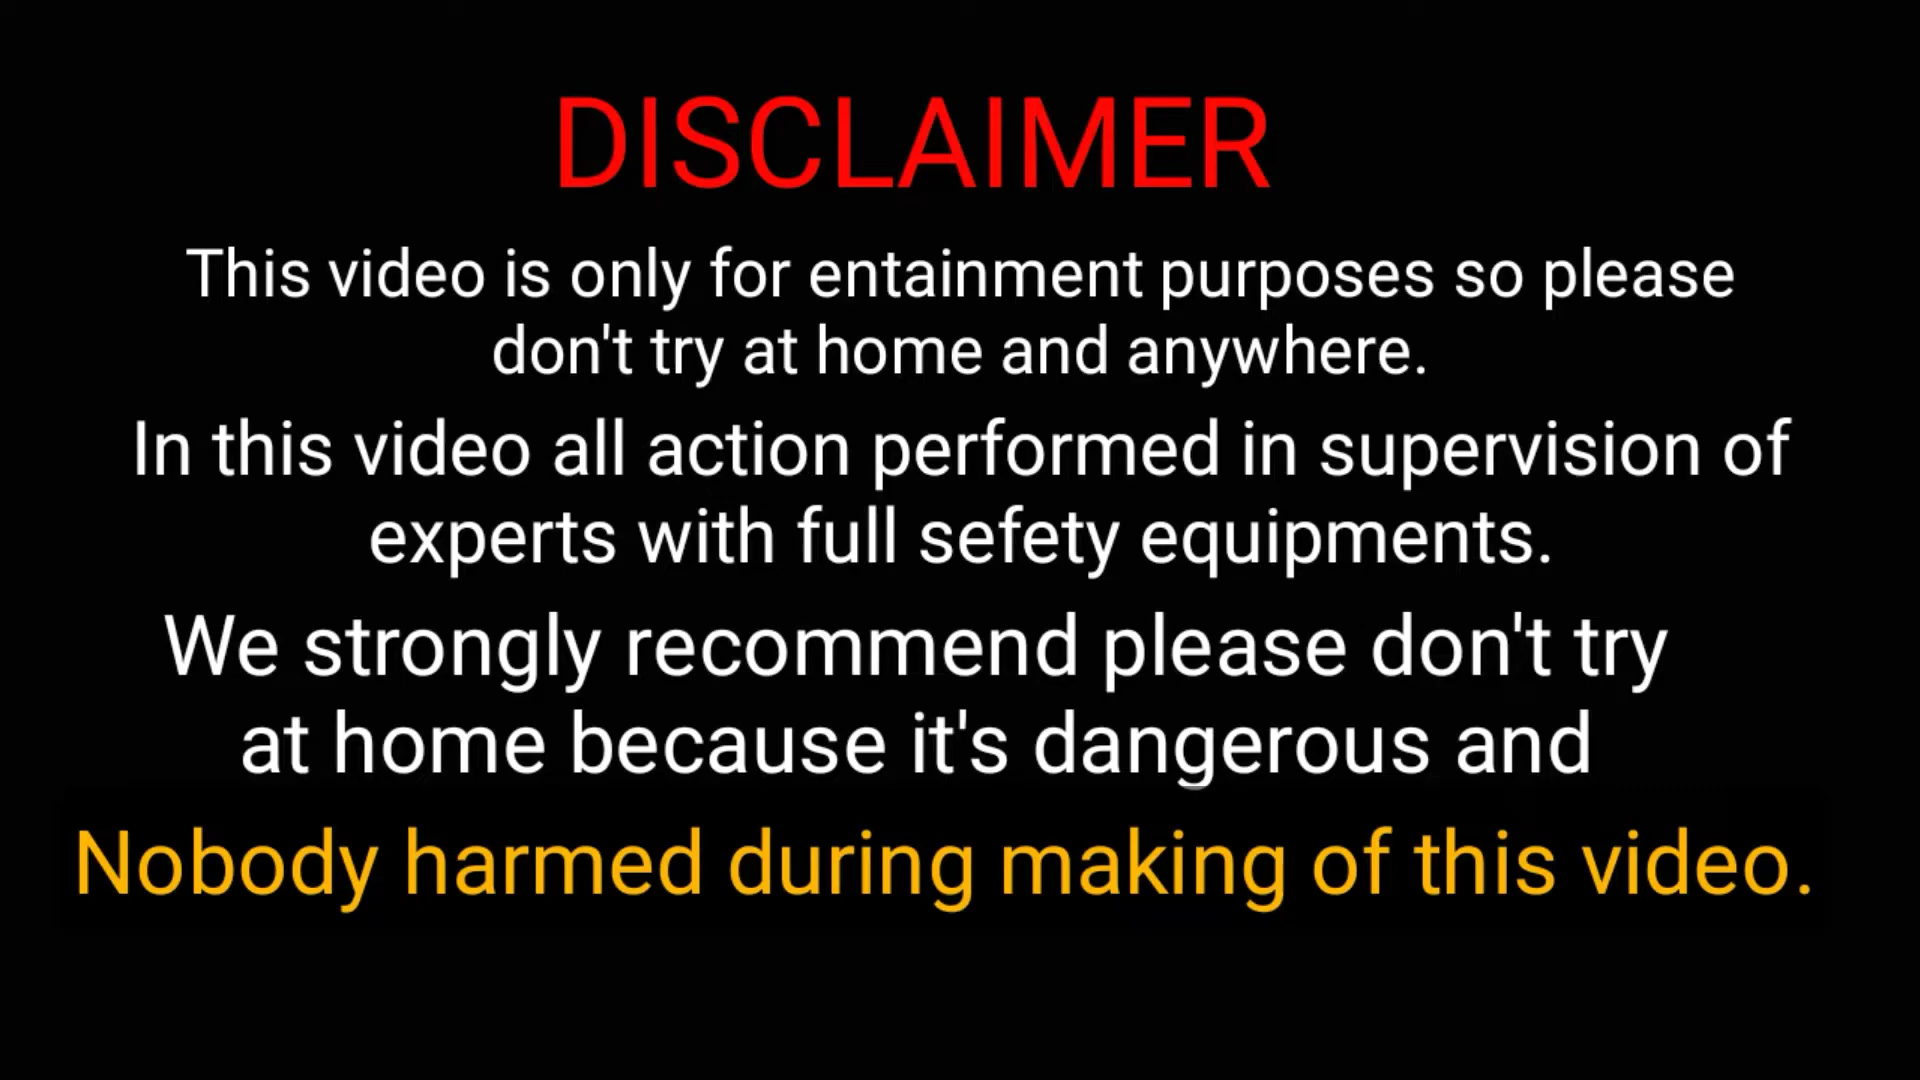 DISCLAIMER
This video is only for entainment purposes so please
don't try at home and anywhere.
In this video all action performed in supervision of
experts with full sefety equipments.
We strongly recommend please don't try
at home because it's dangerous and
Nobody harmed during making of this video.